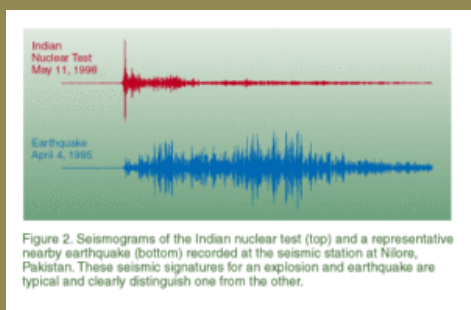 Indian
Nuclear Test
May 11, 1998
Earthquake
April 4, 1995
Figure 2. Seismograms of the Indian nuclear test (top) and a representative
nearby earthquake (bottom) recorded at the seismic station at Nilore,
Pakistan. These seismic signatures for an explosion and earthquake are
typical and clearly distinguish one from the other.